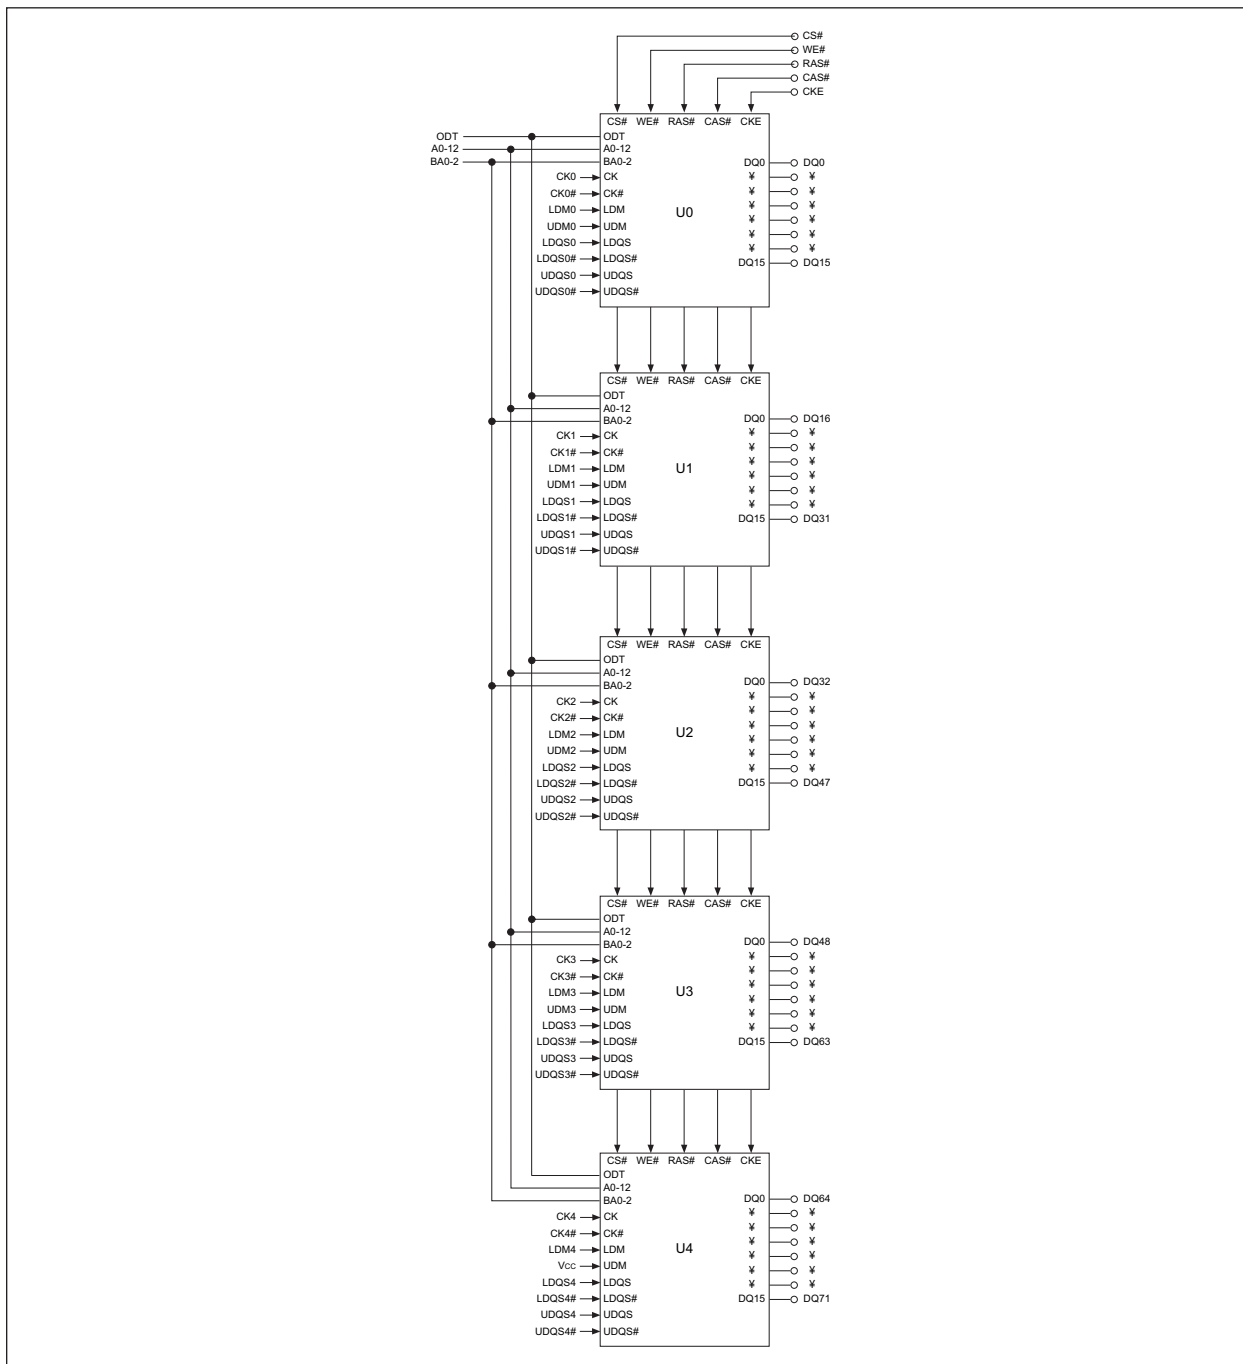 CS#
WE#
RAS#
CAS#
CKE
CS# WE# RAS# CAS# CKE
ODT ODT
A0-12 A0-12
BA0-2 BA0-2
DQ0 DQ0
CK0 CK
¥ ¥
CK0# CK#
¥ ¥
LDM0 LDM
¥ ¥
U0
UDM0 UDM
¥ ¥
LDQS0 LDQS
¥ ¥
LDQS0# LDQS#
¥ ¥
DQ15 DQ15
UDQS0 UDQS
UDQS0# UDQS#
CS# WE# RAS# CAS# CKE
ODT
A0-12
BA0-2
DQ0 DQ16
CK1 CK
¥ ¥
CK1# CK#
¥ ¥
LDM1 LDM
¥ ¥
U1
UDM1 UDM
¥ ¥
LDQS1 LDQS
¥ ¥
LDQS1# LDQS#
¥ ¥
DQ15 DQ31
UDQS1 UDQS
UDQS1# UDQS#
CS# WE# RAS# CAS# CKE
ODT
A0-12
BA0-2
DQ0 DQ32
CK2 CK
¥ ¥
CK2# CK#
¥ ¥
LDM2 LDM
¥ ¥
U2
UDM2 UDM
¥ ¥
LDQS2 LDQS
¥ ¥
LDQS2# LDQS#
¥ ¥
DQ15 DQ47
UDQS2 UDQS
UDQS2# UDQS#
CS# WE# RAS# CAS# CKE
ODT
A0-12
BA0-2
DQ0 DQ48
CK3 CK
¥ ¥
CK3# CK#
¥ ¥
LDM3 LDM
¥ ¥
U3
UDM3 UDM
¥ ¥
LDQS3 LDQS
¥ ¥
LDQS3# LDQS#
¥ ¥
DQ15 DQ63
UDQS3 UDQS
UDQS3# UDQS#
CS# WE# RAS# CAS# CKE
ODT
A0-12
BA0-2
DQ0 DQ64
CK4 CK
¥ ¥
CK4# CK#
¥ ¥
LDM4 LDM
¥ ¥
U4
Vcc UDM
¥ ¥
LDQS4 LDQS
¥ ¥
LDQS4# LDQS#
¥ ¥
DQ15 DQ71
UDQS4 UDQS
UDQS4# UDQS#